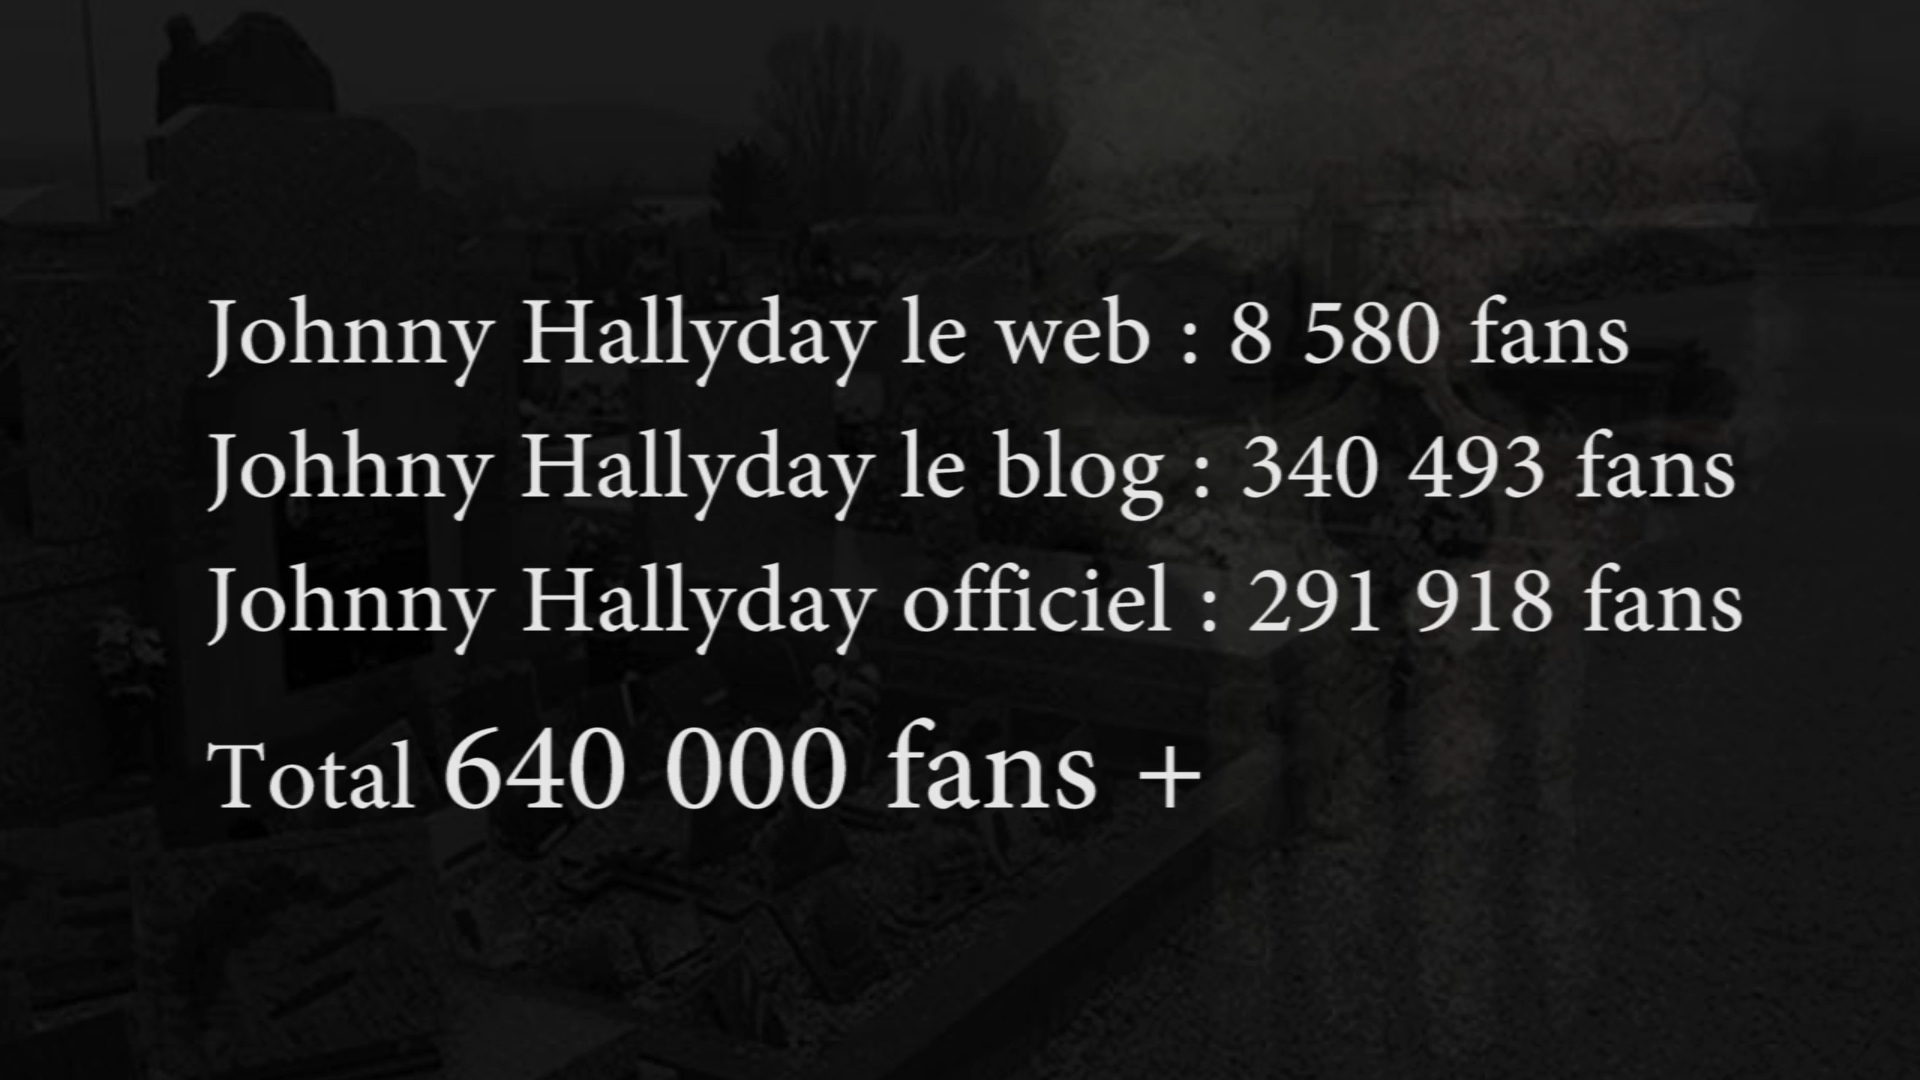 Johnny Hallyday le web : 8 580 fans
Johhny Hallyday le blog : 340 493 fans
Johnny Hallyday officiel : 291 918 fans
Total 640 000 fans +